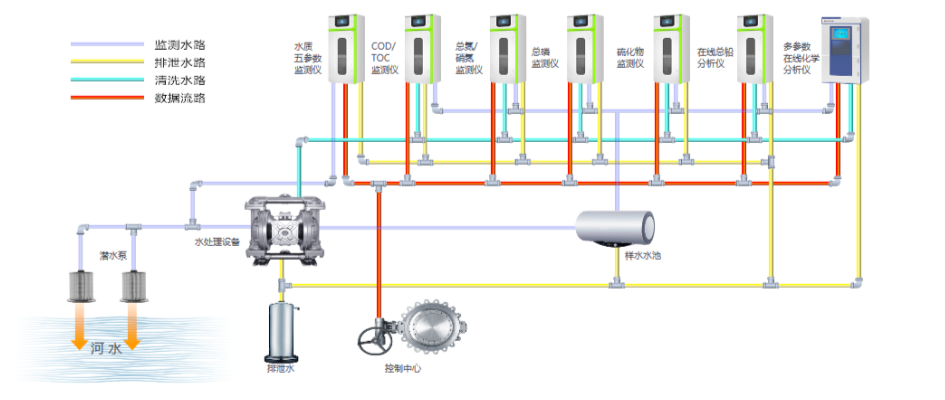 监测水路
排泄水路
清洗水路
数据流路
水质
五参数
监测仪
COD/
TOC
监测仪
总氮/
硝氮
监测仪
总磷
监测仪
硫化物
监测仪
在线总铅
分析仪
多参数
在线化学
分析仪
水处理设备
潜水泵
样水水池
河水
排泄水
控制中心